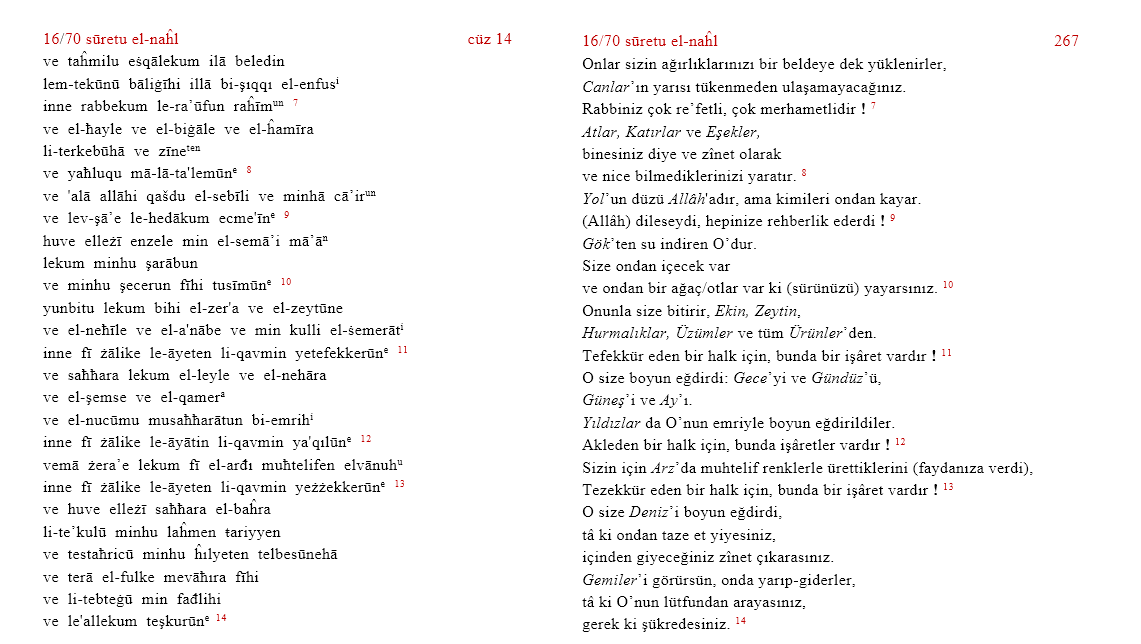 16/70 sūretu el-naĥl cüz 14
ve taĥmilu eŝqālekum ilā beledin
lem-tekūnū bāliġīhi illā bi-şıqqı el-enfusⁱ
inne rabbekum le-ra’ūfun raĥīmᵘⁿ ⁷
ve el-ħayle ve el-biġāle ve el-ĥamīra
li-terkebūhā ve zīneᵗᵉⁿ
ve yaħluqu mā-lā-ta'lemūnᵉ ⁸
ve 'alā allāhi qašdu el-sebīli ve minhā cā’irᵘⁿ
ve lev-şā’e le-hedākum ecme'īnᵉ ⁹
huve elleżī enzele min el-semā’i mā’āⁿ
lekum minhu şarābun
ve minhu şecerun fīhi tusīmūnᵉ ¹⁰
yunbitu lekum bihi el-zer'a ve el-zeytūne
ve el-neħīle ve el-a'nābe ve min kulli el-ŝemerātⁱ
inne fī żālike le-āyeten li-qavmin yetefekkerūnᵉ ¹¹
ve saħħara lekum el-leyle ve el-nehāra
ve el-şemse ve el-qamerᵃ
ve el-nucūmu musaħħarātun bi-emrihⁱ
inne fī żālike le-āyātin li-qavmin ya'qılūnᵉ ¹²
vemā żera’e lekum fī el-arđı muħtelifen elvānuhᵘ
inne fī żālike le-āyeten li-qavmin yeżżekkerūnᵉ ¹³
ve huve elleżī saħħara el-baĥra
li-te’kulū minhu laĥmen ŧariyyen
ve testaħricū minhu ĥılyeten telbesūnehā
ve terā el-fulke mevāħıra fīhi
ve li-tebteġū min fađlihi
ve le'allekum teşkurūnᵉ ¹⁴
16/70 sūretu el-naĥl 267
Onlar sizin ağırlıklarınızı bir beldeye dek yüklenirler,
Canlar’ın yarısı tükenmeden ulaşamayacağınız.
Rabbiniz çok re’fetli, çok merhametlidir ! ⁷
Atlar, Katırlar ve Eşekler,
binesiniz diye ve zînet olarak
ve nice bilmediklerinizi yaratır. ⁸
Yol’un düzü Allâh'adır, ama kimileri ondan kayar.
(Allâh) dileseydi, hepinize rehberlik ederdi ! ⁹
Gök’ten su indiren O’dur.
Size ondan içecek var
ve ondan bir ağaç/otlar var ki (sürünüzü) yayarsınız. ¹⁰
Onunla size bitirir, Ekin, Zeytin,
Hurmalıklar, Üzümler ve tüm Ürünler’den.
Tefekkür eden bir halk için, bunda bir işâret vardır ! ¹¹
O size boyun eğdirdi: Gece’yi ve Gündüz’ü,
Güneş’i ve Ay’ı.
Yıldızlar da O’nun emriyle boyun eğdirildiler.
Akleden bir halk için, bunda işâretler vardır ! ¹²
Sizin için Arz’da muhtelif renklerle ürettiklerini (faydanıza verdi),
Tezekkür eden bir halk için, bunda bir işâret vardır ! ¹³
O size Deniz’i boyun eğdirdi,
tâ ki ondan taze et yiyesiniz,
içinden giyeceğiniz zînet çıkarasınız.
Gemiler’i görürsün, onda yarıp-giderler,
tâ ki O’nun lütfundan arayasınız,
gerek ki şükredesiniz. ¹⁴